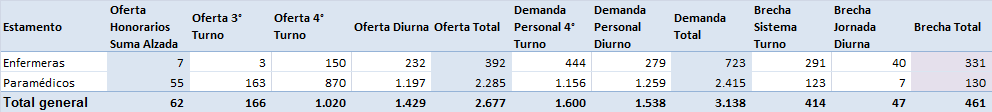 Estamento Oferta Honorarios Suma Alzada Oferta 3° Turno Oferta 4° Turno Oferta Diurna Oferta Total Demanda Personal 4° Turno Demanda Personal Diurno Demanda Total Brecha Sistema Turno Brecha Jornada Diurna Brecha Total
Enfermeras 7 3 150 232 392 444 279 723 291 40 331
Paramédicos 55 163 870 1.197 2.285 1.156 1.259 2.415 123 7 130
Total general 62 166 1.020 1.429 2.677 1.600 1.538 3.138 414 47 461